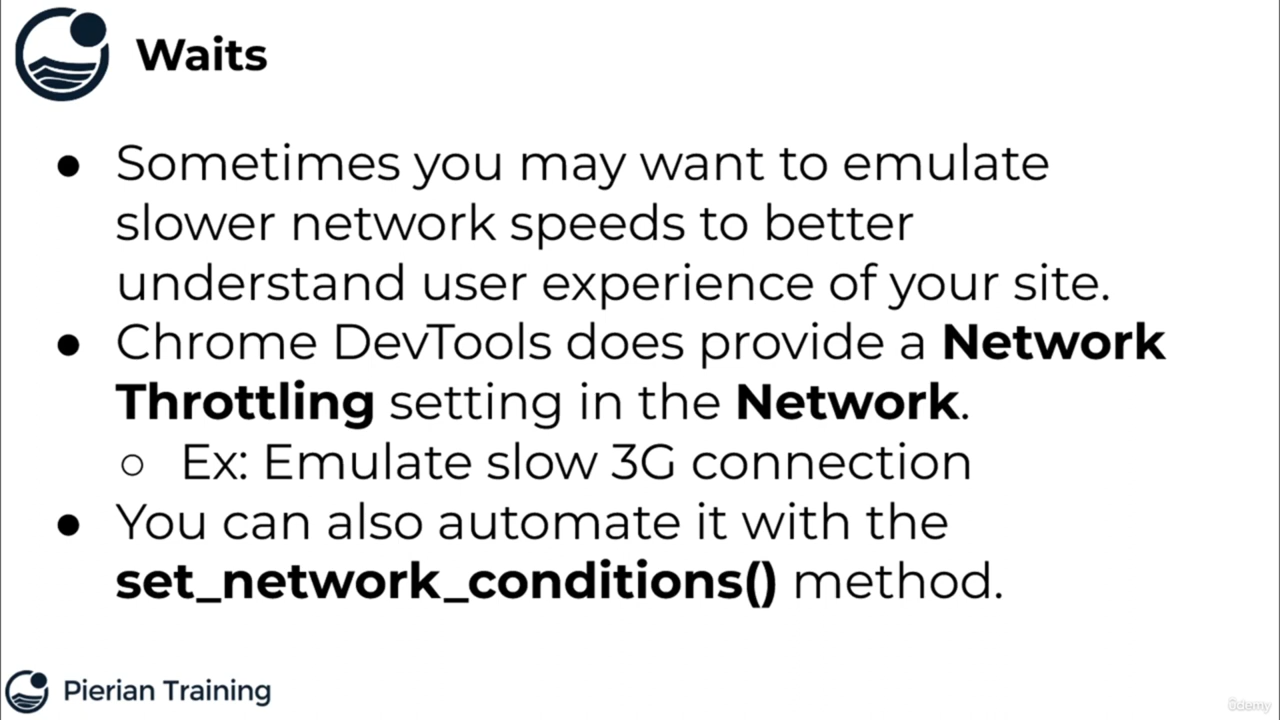 Waits
● Sometimes you may want to emulate
slower network speeds to better
understand user experience of your site.
● Chrome DevTools does provide a Network
Throttling setting in the Network.
○ Ex: Emulate slow 3G connection
● You can also automate it with the
set_network_conditions() method.
Pierian Training
ûdemy